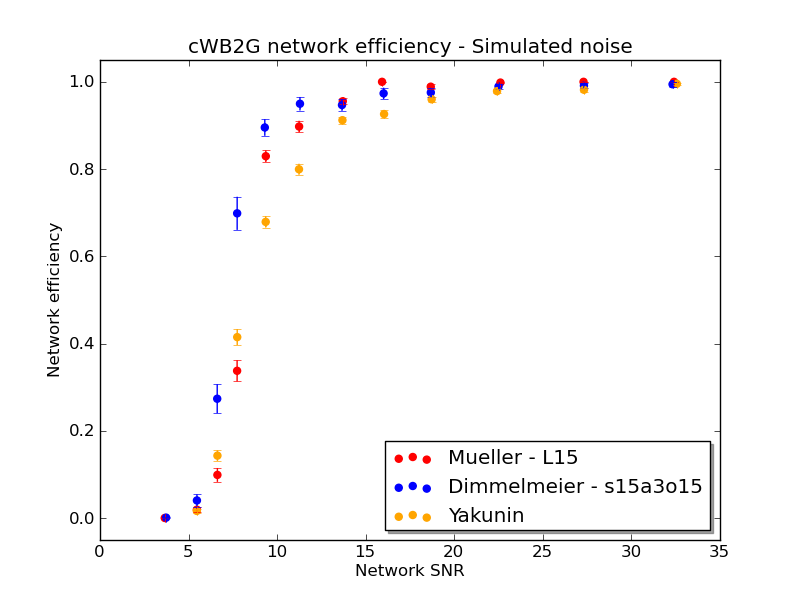 cWB2G network efficiency - Simulated noise
1.0
0.8
0.6
0.4
0.2
0.0
Network efficiency
Mueller - L15
Dimmelmeier - s15a3o15
Yakunin
0 5 10 15 20 25 30 35
Network SNR